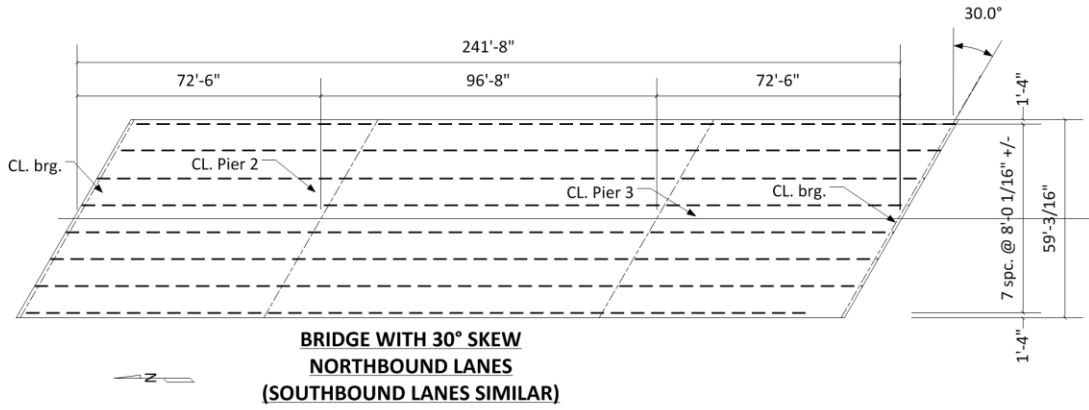 30.0°
241'-8"
72'-6"
96'-8"
72'-6"
1'-4"
CL. brg.
CL. Pier 2
CL. Pier 3
CL. brg.
7 spc. @ 8'-0 1/16" +/-
59'-3/16"
1'-4"
BRIDGE WITH 30° SKEW
NORTHBOUND LANES
(SOUTHBOUND LANES SIMILAR)
N